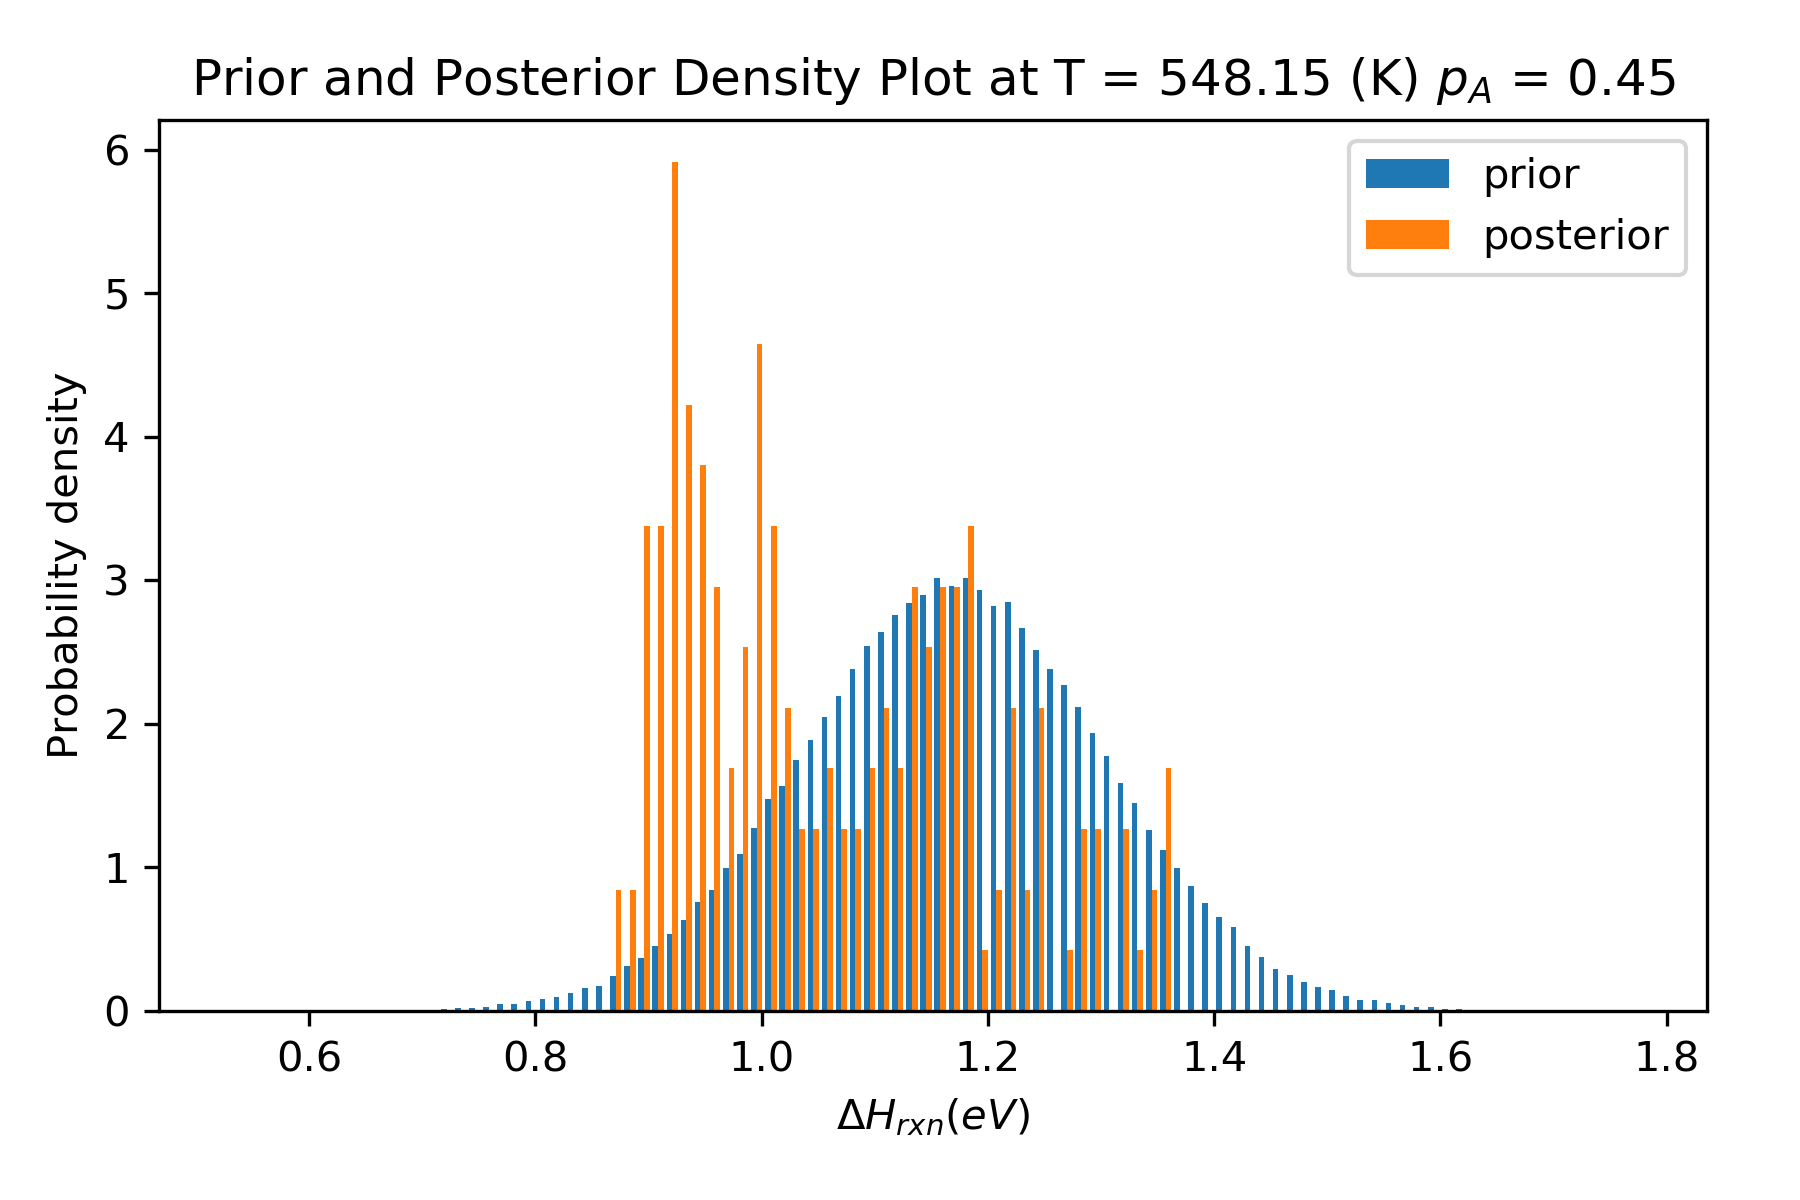 Prior and Posterior Density Plot at T = 548.15 (K) p_A = 0.45
prior
posterior
Probability density
6
5
4
3
2
1
0
0.6 0.8 1.0 1.2 1.4 1.6 1.8
ΔH_rxn(eV)